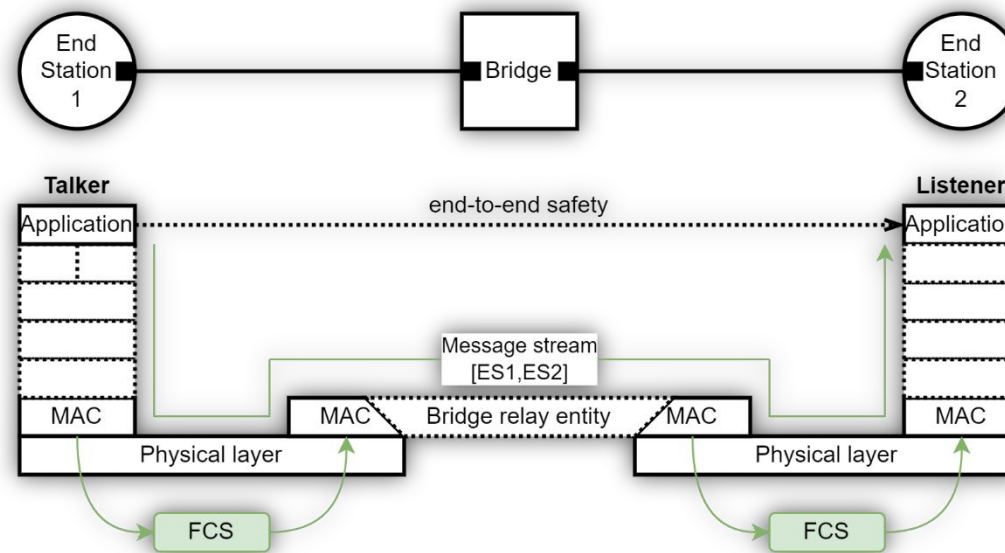 End
Station
1
Bridge
End
Station
2
Talker
Listener
Application
end-to-end safety
Applicatio
Message stream
[ES1,ES2]
MAC
MAC
Bridge relay entity
MAC
MAC
Physical layer
Physical layer
FCS
FCS